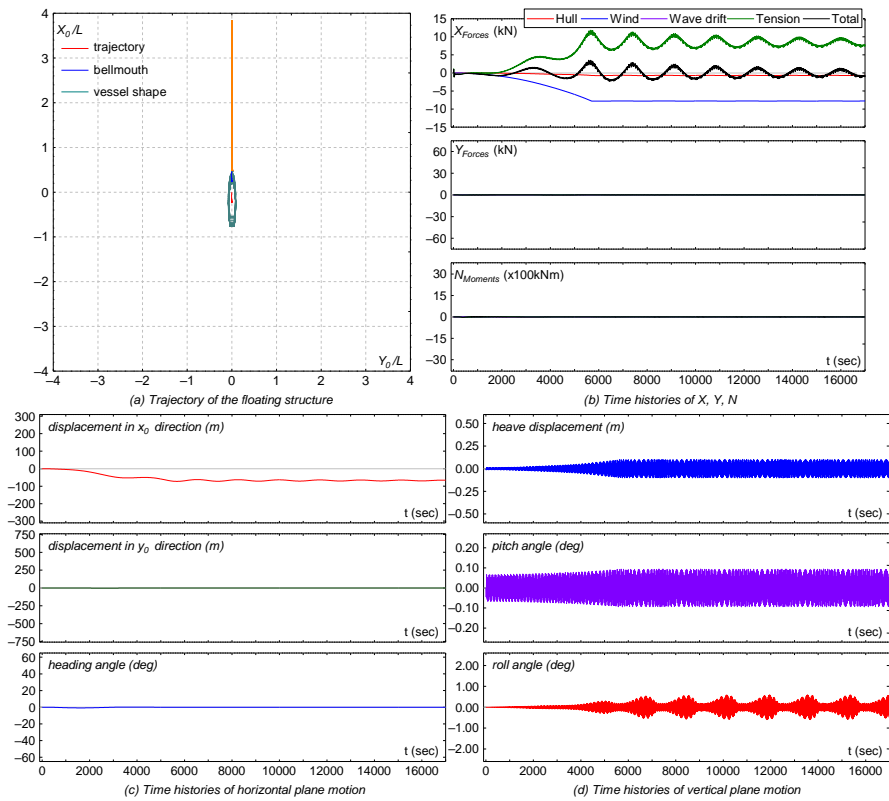 X0/L
trajectory
bellmouth
vessel shape
4
3
2
1
0
−1
−2
−3
−4
−4 −3 −2 −1 0 1 2 3 4
Y0/L
(a) Trajectory of the floating structure
Hull Wind Wave drift Tension Total
XForces (kN)
15
10
5
0
−5
−10
−15
YForces (kN)
60
30
0
−30
−60
NMoments (x100kNm)
30
15
0
−15
−30
t (sec)
0 2000 4000 6000 8000 10000 12000 14000 16000
(b) Time histories of X, Y, N
displacement in x0 direction (m)
300
200
100
0
−100
−200
−300
t (sec)
displacement in y0 direction (m)
750
500
250
0
−250
−500
−750
t (sec)
heading angle (deg)
60
40
20
0
−20
−40
−60
t (sec)
0 2000 4000 6000 8000 10000 12000 14000 16000
(c) Time histories of horizontal plane motion
heave displacement (m)
0.50
0.25
0.00
−0.25
−0.50
t (sec)
pitch angle (deg)
0.20
0.10
0.00
−0.10
−0.20
t (sec)
roll angle (deg)
2.00
1.00
0.00
−1.00
−2.00
t (sec)
0 2000 4000 6000 8000 10000 12000 14000 16000
(d) Time histories of vertical plane motion